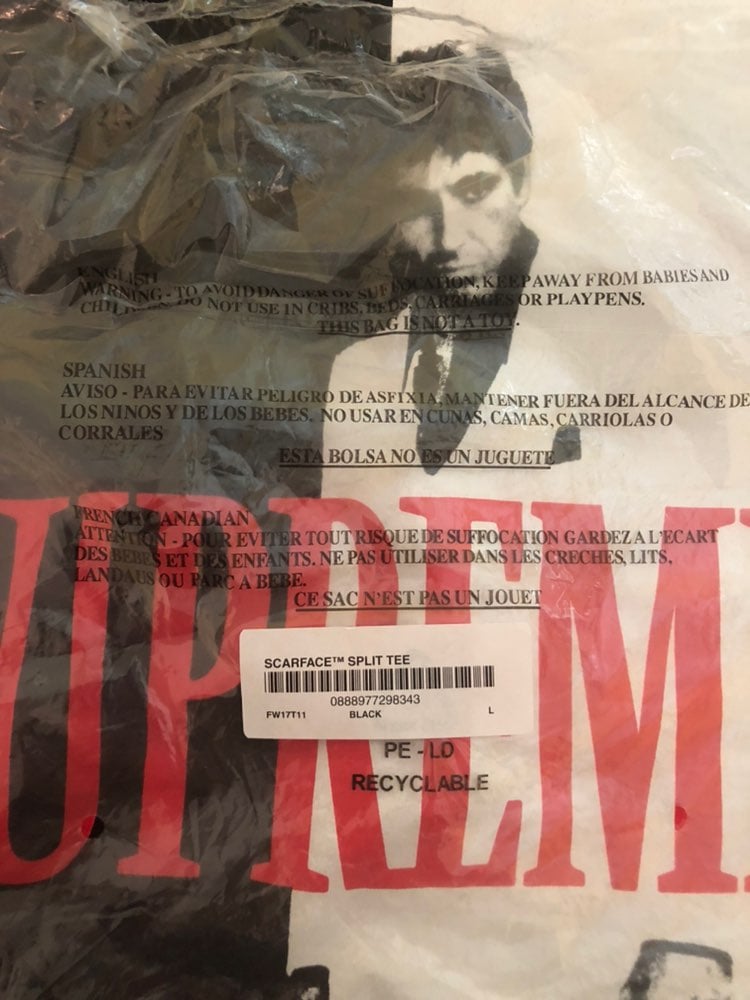 ENGLISH
WARNING - TO AVOID DANGER OF SUFFOCATION, KEEP AWAY FROM BABIES AND
CHILDREN. DO NOT USE IN CRIBS, BEDS, CARRIAGES OR PLAYPENS.
THIS BAG IS NOT A TOY.
SPANISH
AVISO - PARA EVITAR PELIGRO DE ASFIXIA, MANTENER FUERA DEL ALCANCE DE
LOS NINOS Y DE LOS BEBES. NO USAR EN CUNAS, CAMAS, CARRIOLAS O
CORRALES
ESTA BOLSA NO ES UN JUGUETE
UPREM
FRENCH CANADIAN
ATTENTION - POUR EVITER TOUT RISQUE DE SUFFOCATION GARDEZ A L'ECART
DES BEBES ET DES ENFANTS. NE PAS UTILISER DANS LES CRECHES, LITS,
LANDAUS OU PARC A BEBE.
CE SAC N'EST PAS UN JOUET
SCARFACE™ SPLIT TEE
0888977298343
FW17T11 BLACK L
PE - LD
RECYCLABLE